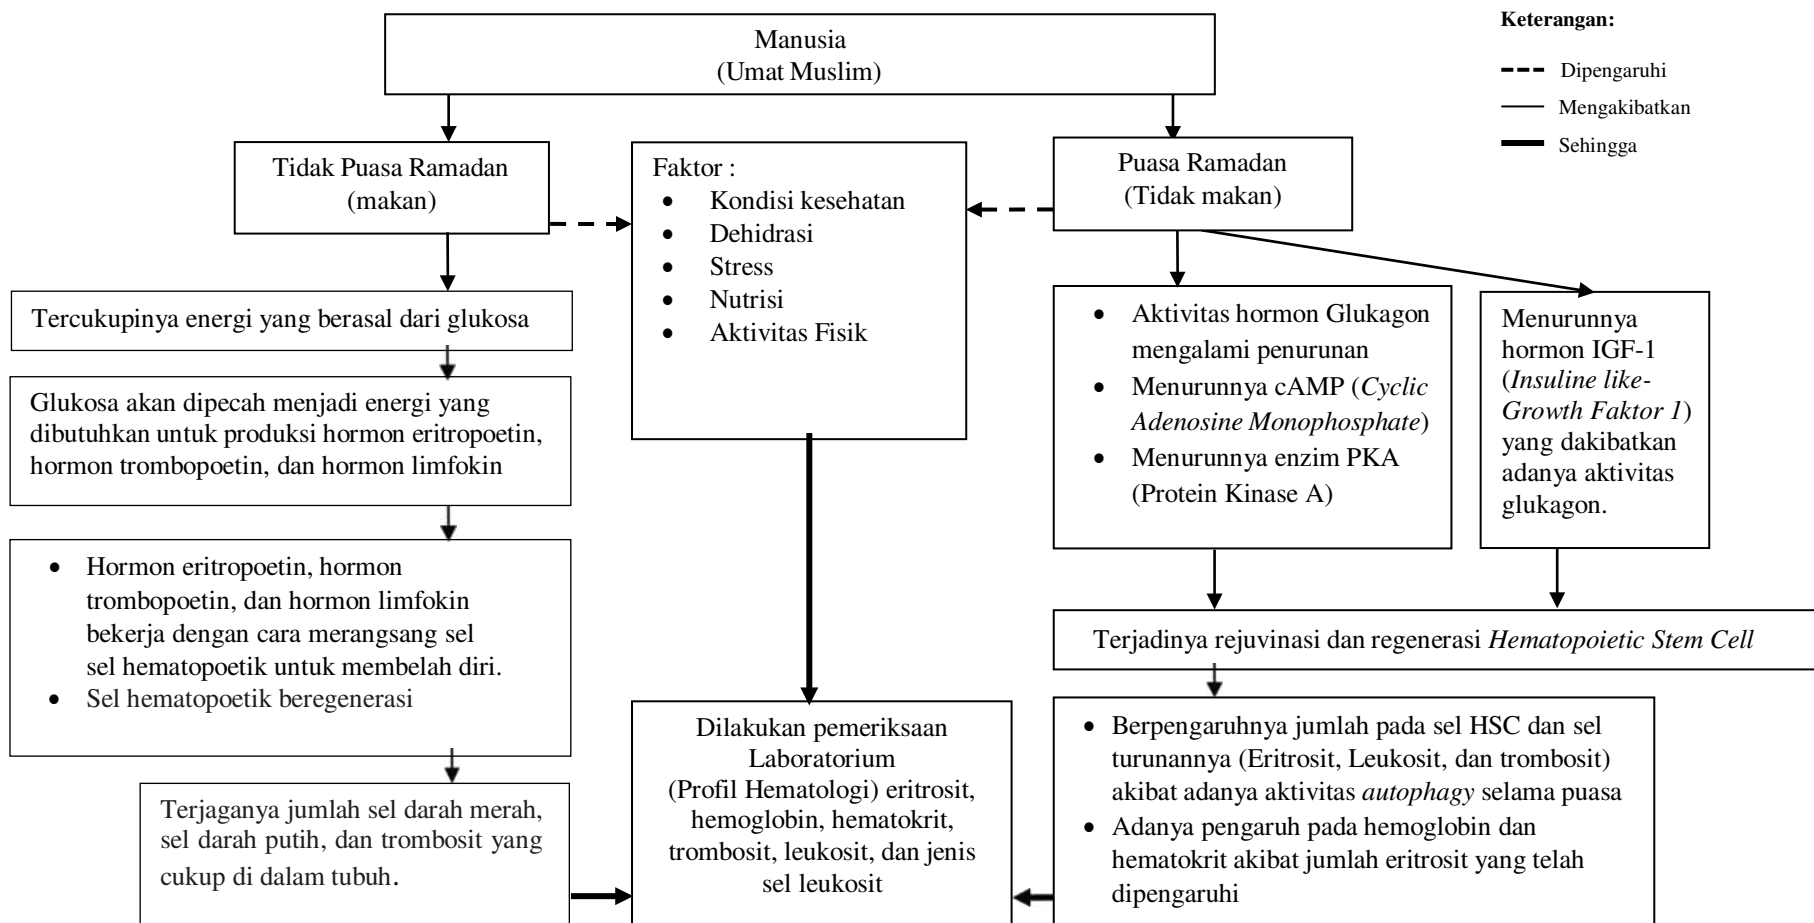 Manusia
(Umat Muslim)
Keterangan:
Dipengaruhi
Mengakibatkan
Sehingga
Tidak Puasa Ramadan
(makan)
Faktor :
• Kondisi kesehatan
• Dehidrasi
• Stress
• Nutrisi
• Aktivitas Fisik
Puasa Ramadan
(Tidak makan)
Tercukupinya energi yang berasal dari glukosa
Glukosa akan dipecah menjadi energi yang
dibutuhkan untuk produksi hormon eritropoetin,
hormon trombopoetin, dan hormon limfokin
• Hormon eritropoetin, hormon
trombopoetin, dan hormon limfokin
bekerja dengan cara merangsang sel
sel hematopoetik untuk membelah diri.
• Sel hematopoetik beregenerasi
Terjaganya jumlah sel darah merah,
sel darah putih, dan trombosit yang
cukup di dalam tubuh.
• Aktivitas hormon Glukagon
mengalami penurunan
• Menurunnya cAMP (Cyclic
Adenosine Monophosphate)
• Menurunnya enzim PKA
(Protein Kinase A)
Menurunnya
hormon IGF-1
(Insuline like-
Growth Faktor 1)
yang dakibatkan
adanya aktivitas
glukagon.
Terjadinya rejuvinasi dan regenerasi Hematopoietic Stem Cell
• Berpengaruhnya jumlah pada sel HSC dan sel
turunannya (Eritrosit, Leukosit, dan trombosit)
akibat adanya aktivitas autophagy selama puasa
• Adanya pengaruh pada hemoglobin dan
hematokrit akibat jumlah eritrosit yang telah
dipengaruhi
Dilakukan pemeriksaan
Laboratorium
(Profil Hematologi) eritrosit,
hemoglobin, hematokrit,
trombosit, leukosit, dan jenis
sel leukosit